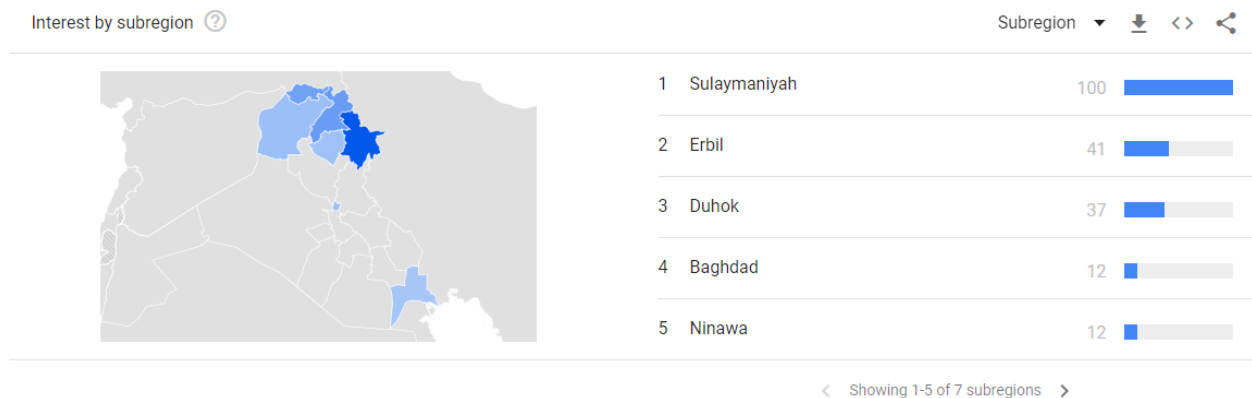 Interest by subregion
Subregion
1 Sulaymaniyah 100
2 Erbil 41
3 Duhok 37
4 Baghdad 12
5 Ninawa 12
Showing 1-5 of 7 subregions